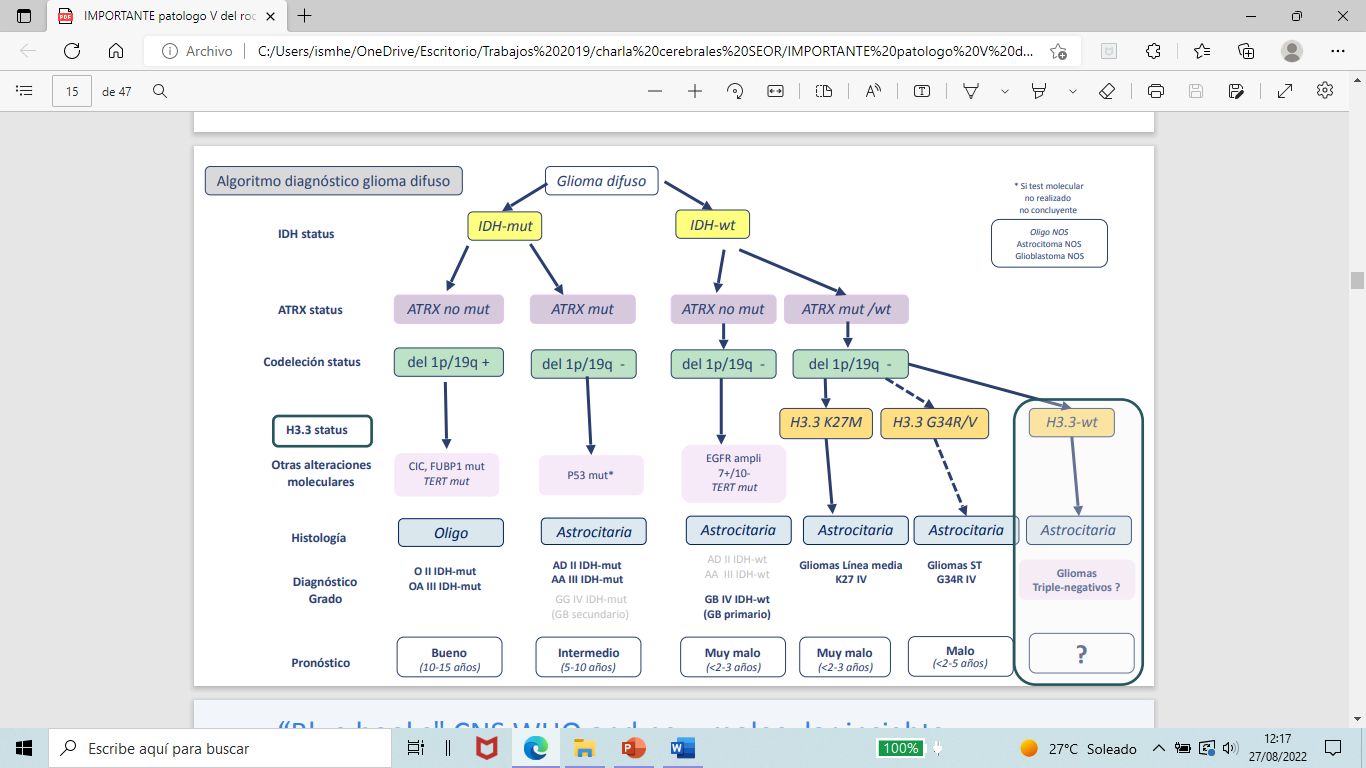 IMPORTANTE patologo V del roc
Archivo
C:/Users/ismhe/OneDrive/Escritorio/Trabajos%202019/charla%20cerebrales%20SEOR/IMPORTANTE%20patologo%20V%20d...
15
de 47
Algoritmo diagnóstico glioma difuso
Glioma difuso
* Si test molecular
no realizado
no concluyente
IDH status
IDH-mut
IDH-wt
Oligo NOS
Astrocitoma NOS
Glioblastoma NOS
ATRX status
ATRX no mut
ATRX mut
ATRX no mut
ATRX mut /wt
Codeleción status
del 1p/19q +
del 1p/19q -
del 1p/19q -
del 1p/19q -
H3.3 status
H3.3 K27M
H3.3 G34R/V
H3.3-wt
Otras alteraciones
moleculares
CIC, FUBP1 mut
TERT mut
P53 mut*
EGFR ampli
7+/10-
TERT mut
Histología
Oligo
Astrocitaria
Astrocitaria
Astrocitaria
Astrocitaria
Astrocitaria
Diagnóstico
Grado
O II IDH-mut
OA III IDH-mut
AD II IDH-mut
AA III IDH-mut
GG IV IDH-mut
(GB secundario)
AD II IDH-wt
AA III IDH-wt
GB IV IDH-wt
(GB primario)
Gliomas Línea media
K27 IV
Gliomas ST
G34R IV
Gliomas
Triple-negativos ?
Pronóstico
Bueno
(10-15 años)
Intermedio
(5-10 años)
Muy malo
(<2-3 años)
Muy malo
(<2-3 años)
Malo
(<2-5 años)
?
Escribe aquí para buscar
100%
27°C Soleado
12:17
27/08/2022